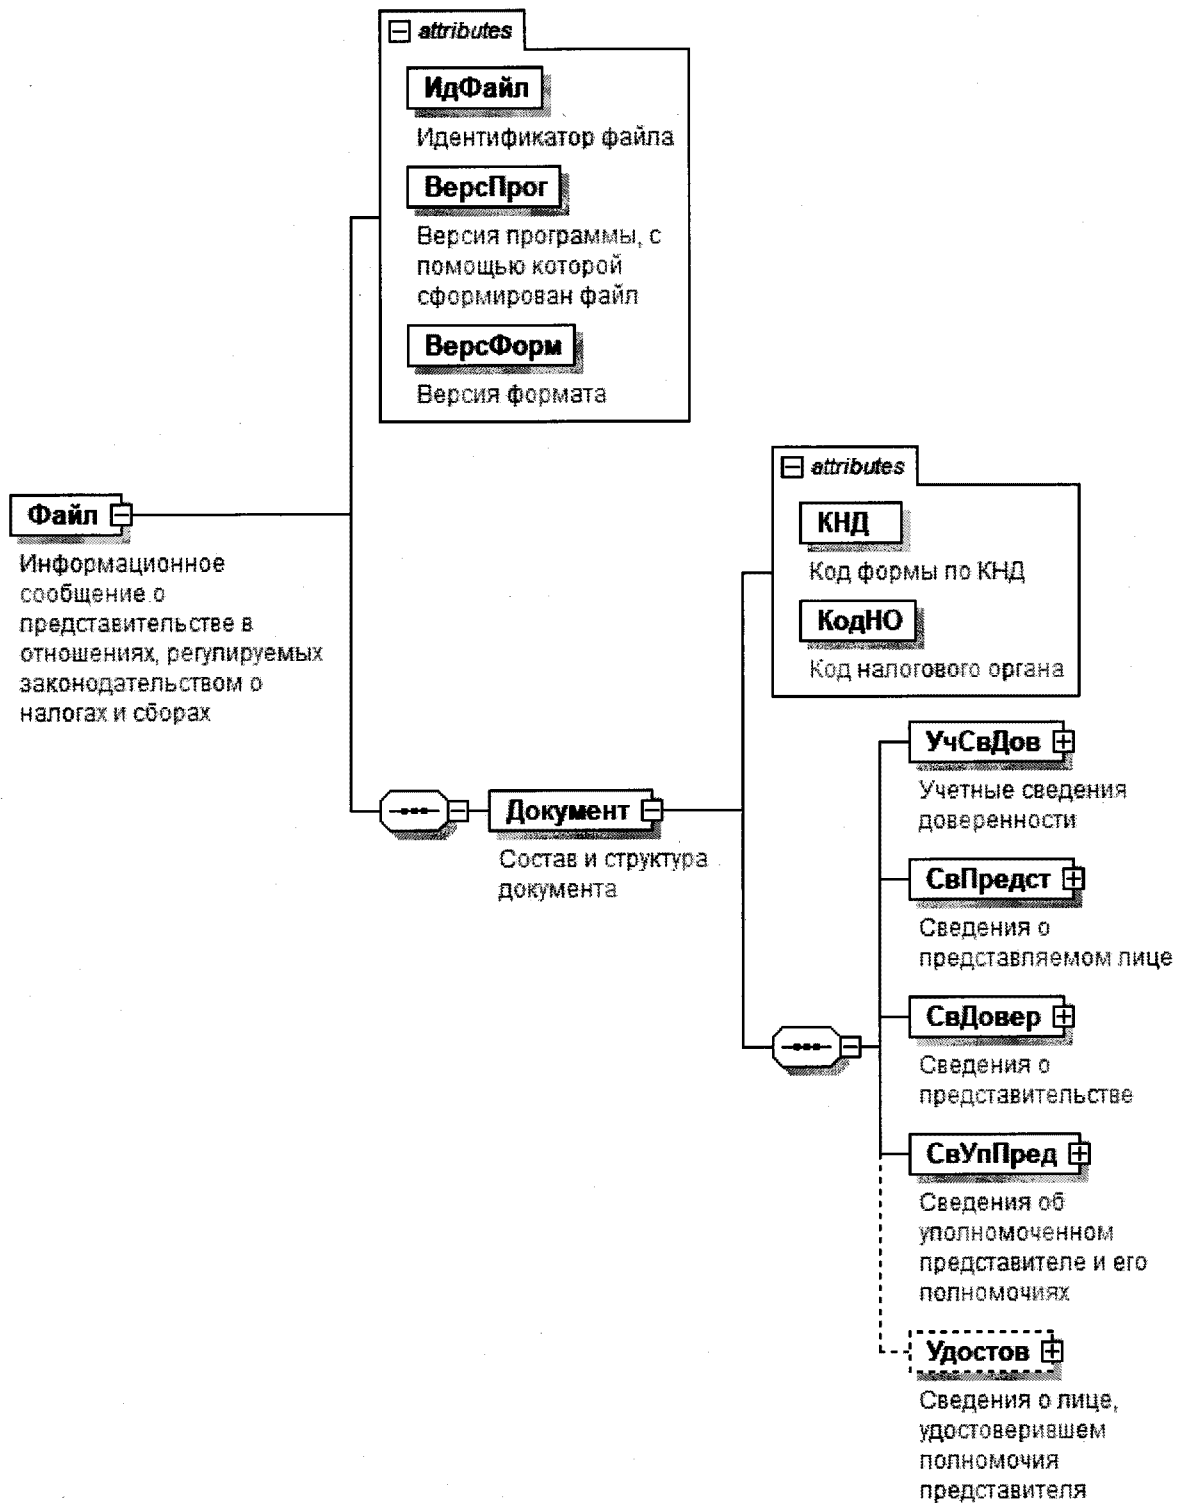 attributes
ИдФайл
Идентификатор файла
ВерсПрог
Версия программы, с
помощью которой
сформирован файл
ВерсФорм
Версия формата
Файл
Информационное
сообщение о
представительстве в
отношениях, регулируемых
законодательством о
налогах и сборах
attributes
КНД
Код формы по КНД
КодНО
Код налогового органа
Документ
Состав и структура
документа
УчСвДов
Учетные сведения
доверенности
СвПредст
Сведения о
представляемом лице
СвДовер
Сведения о
представительстве
СвУпПред
Сведения об
уполномоченном
представителе и его
полномочиях
Удостов
Сведения о лице,
удостоверившем
полномочия
представителя